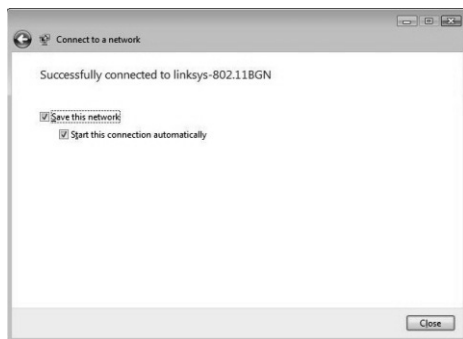 Connect to a network
Successfully connected to linksys-802.11BGN
Save this network
Start this connection automatically
Close